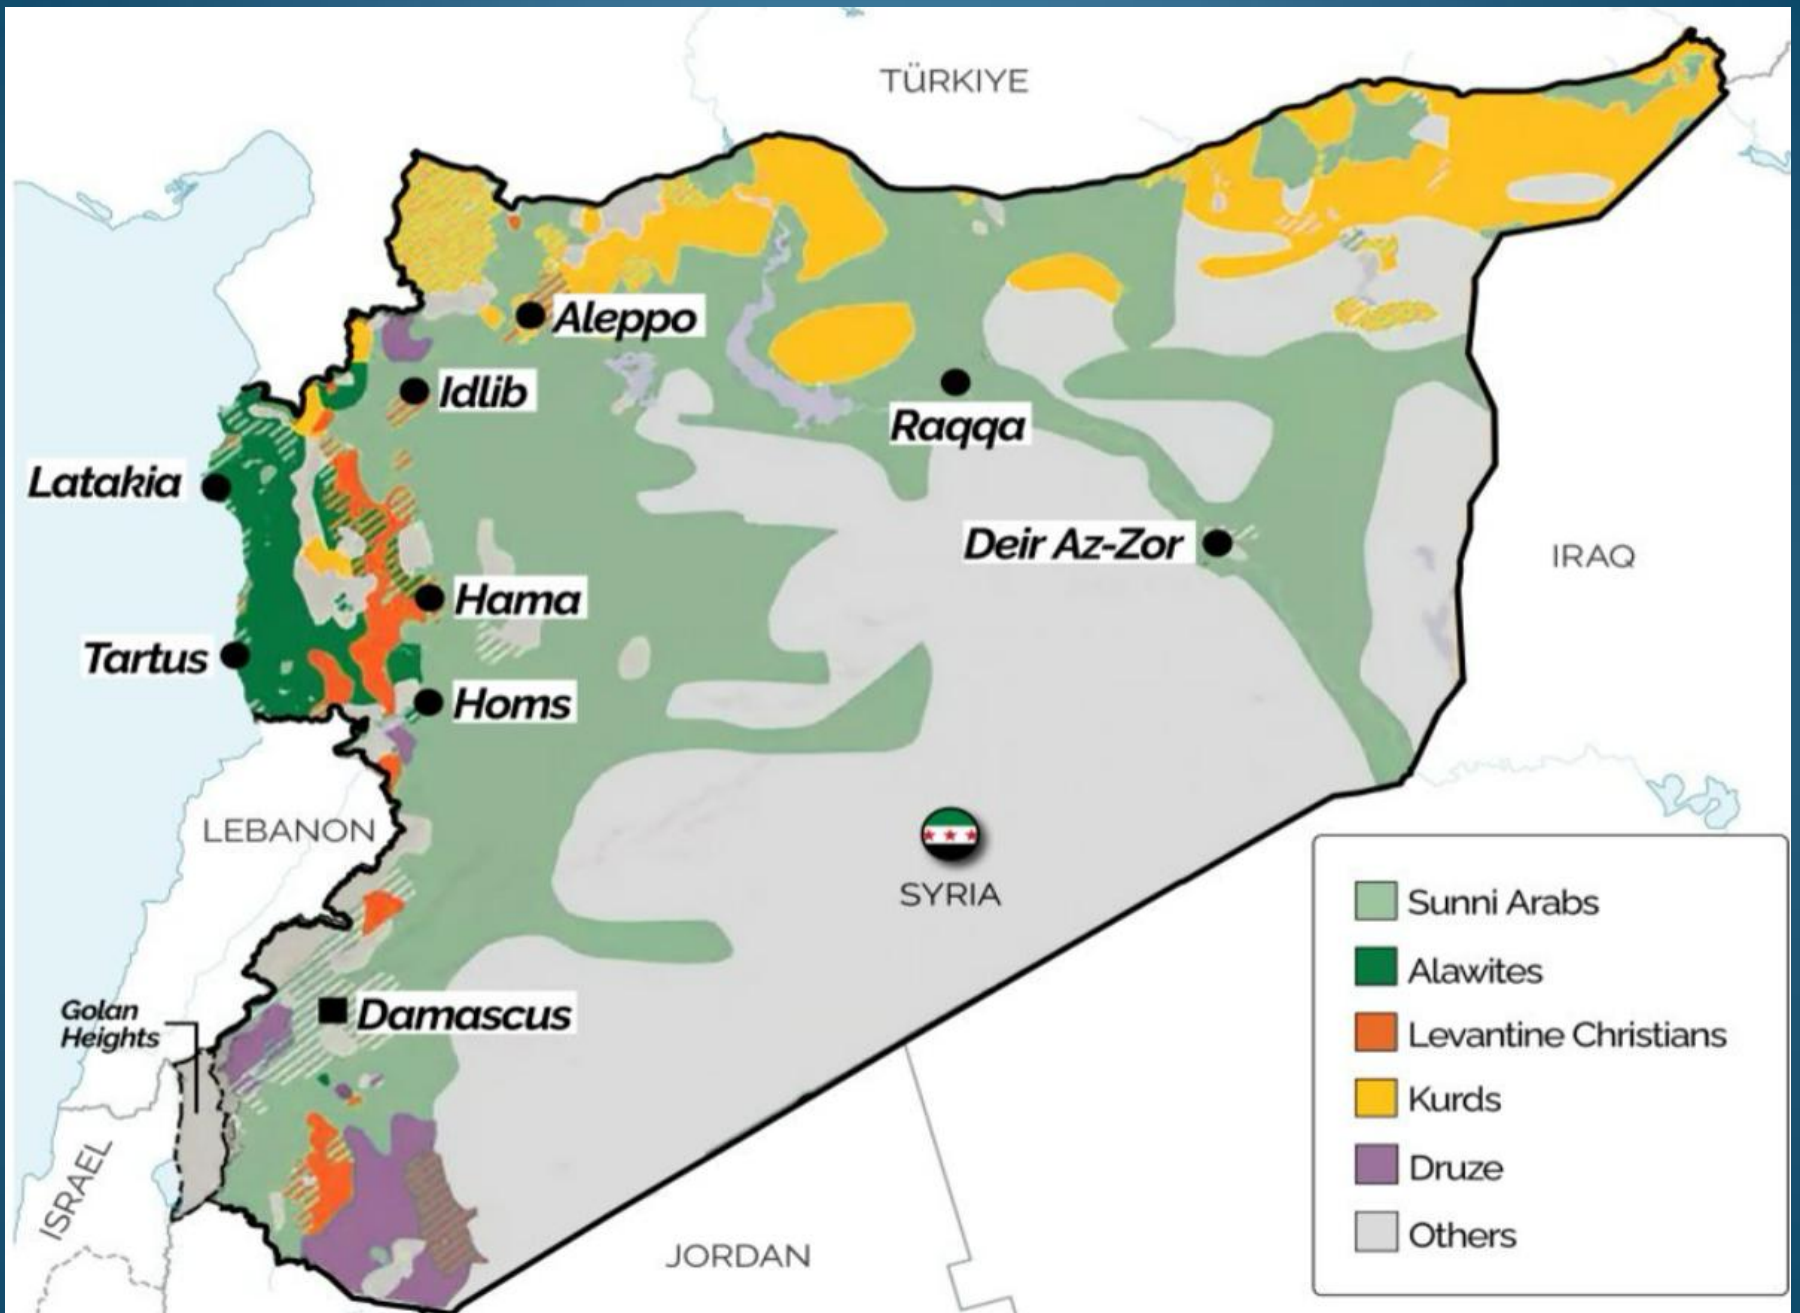 TÜRKIYE
Aleppo
Idlib
Raqqa
Latakia
Deir Az-Zor
IRAQ
Hama
Tartus
Homs
LEBANON
SYRIA
Golan
Heights
Damascus
ISRAEL
JORDAN
Sunni Arabs
Alawites
Levantine Christians
Kurds
Druze
Others